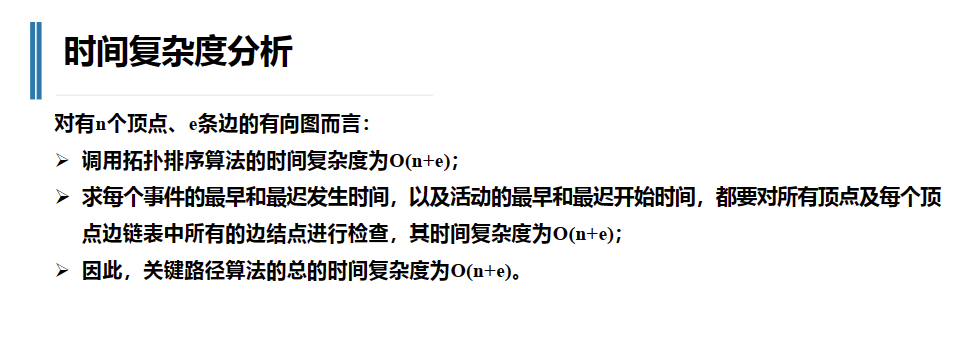 时间复杂度分析
对有n个顶点、e条边的有向图而言：
➢ 调用拓扑排序算法的时间复杂度为O(n+e)；
➢ 求每个事件的最早和最迟发生时间，以及活动的最早和最迟开始时间，都要对所有顶点及每个顶
点边链表中所有的边结点进行检查，其时间复杂度为O(n+e)；
➢ 因此，关键路径算法的总的时间复杂度为O(n+e)。